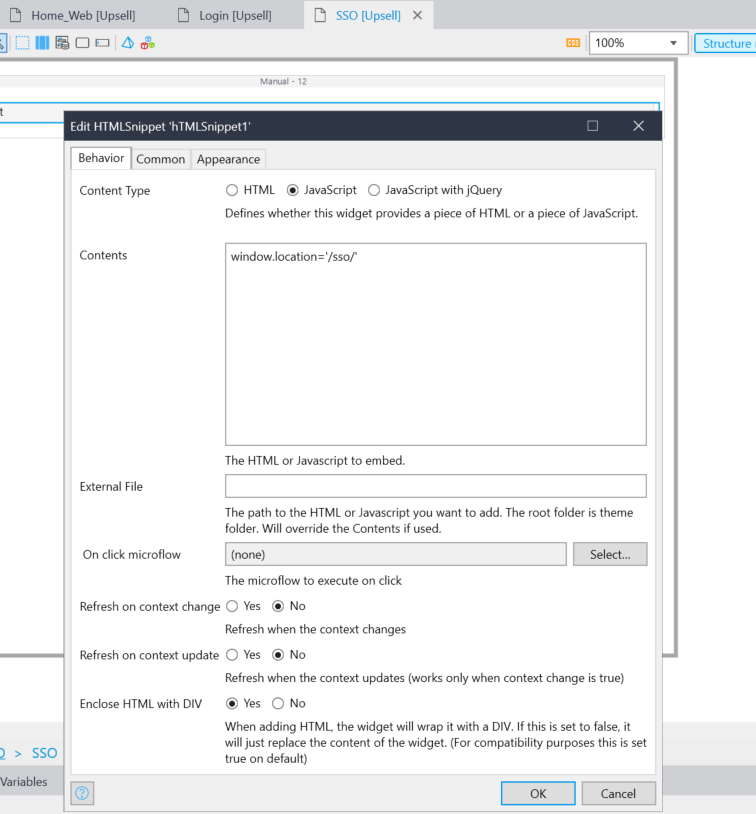 Home_Web [Upsell]
Login [Upsell]
SSO [Upsell]
CSS
100%
Structure
Manual - 12
t
Edit HTMLSnippet 'hTMLSnippet1'
Behavior
Common
Appearance
Content Type
HTML
JavaScript
JavaScript with jQuery
Defines whether this widget provides a piece of HTML or a piece of JavaScript.
Contents
window.location='/sso/'
The HTML or Javascript to embed.
External File
The path to the HTML or Javascript you want to add. The root folder is theme
folder. Will override the Contents if used.
On click microflow
(none)
Select...
The microflow to execute on click
Refresh on context change
Yes
No
Refresh when the context changes
Refresh on context update
Yes
No
Refresh when the context updates (works only when context change is true)
Enclose HTML with DIV
Yes
No
When adding HTML, the widget will wrap it with a DIV. If this is set to false, it
will just replace the content of the widget. (For compatibility purposes this is set
true on default)
> SSO
Variables
?
OK
Cancel